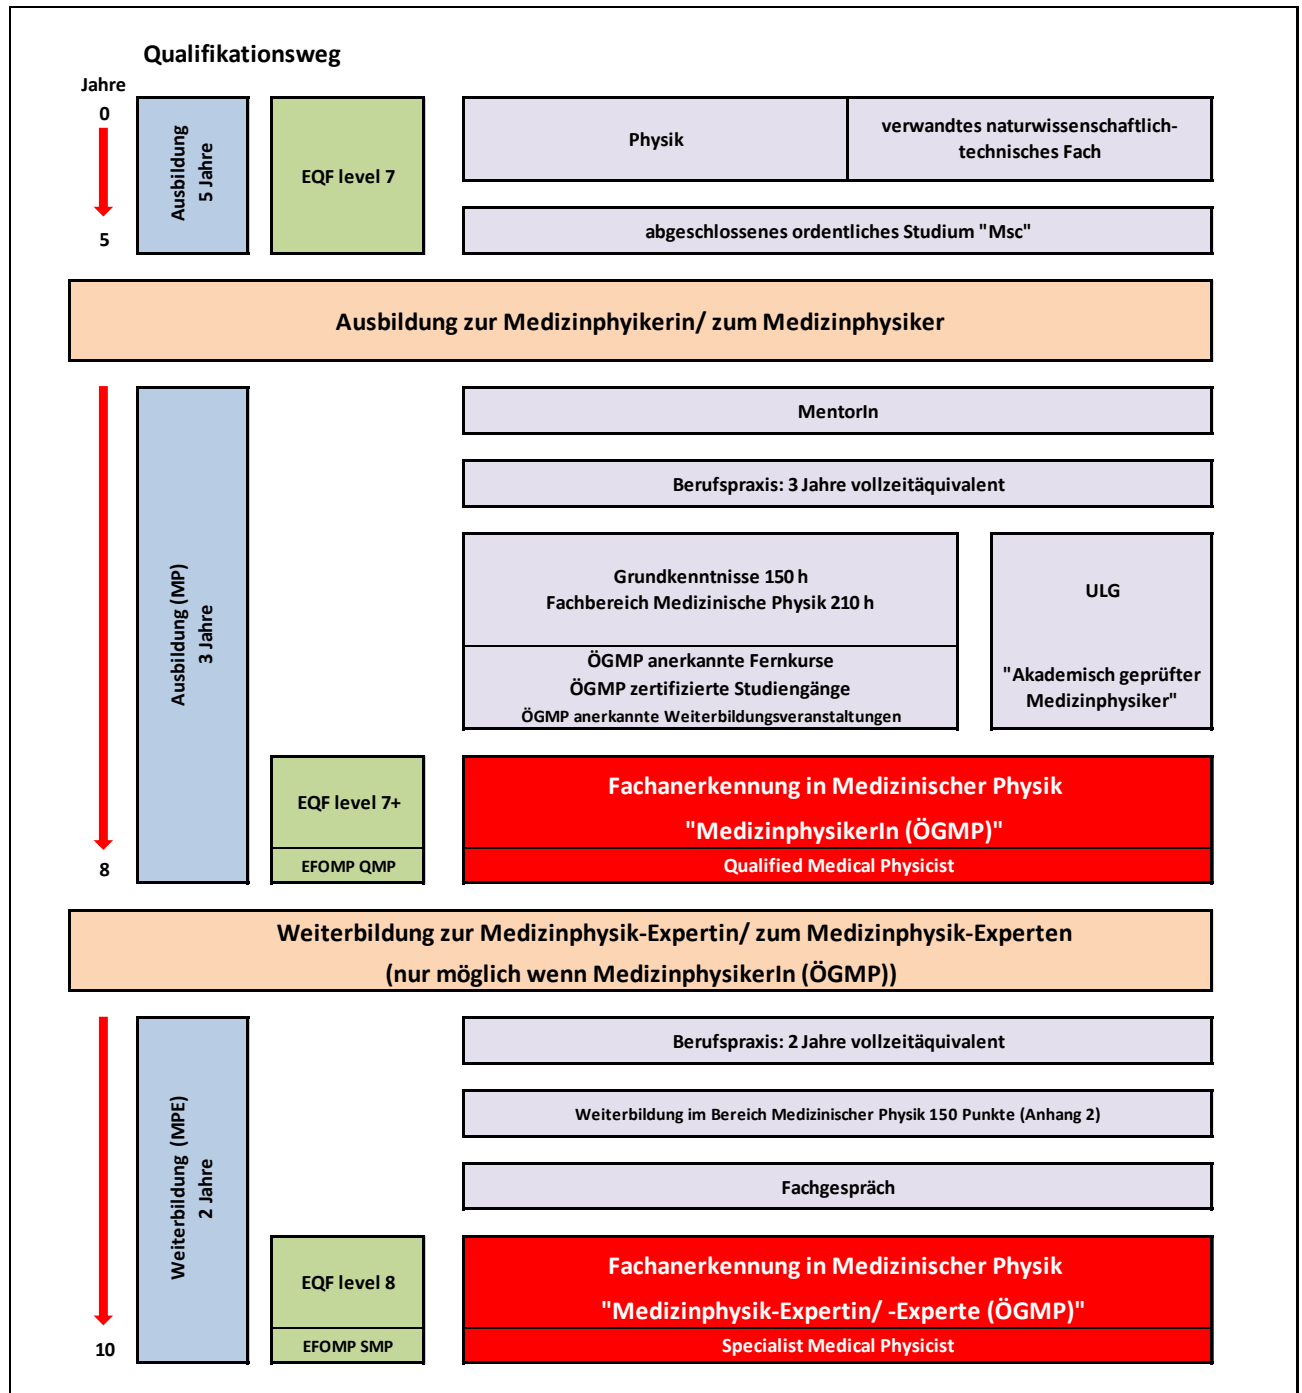 Qualifikationsweg
Jahre
0
5
Ausbildung
5 Jahre
EQF level 7
Physik
verwandtes naturwissenschaftlich-
technisches Fach
abgeschlossenes ordentliches Studium "Msc"
Ausbildung zur Medizinphyikerin/ zum Medizinphysiker
Ausbildung (MP)
3 Jahre
MentorIn
Berufspraxis: 3 Jahre vollzeitäquivalent
Grundkenntnisse 150 h
Fachbereich Medizinische Physik 210 h
ÖGMP anerkannte Fernkurse
ÖGMP zertifizierte Studiengänge
ÖGMP anerkannte Weiterbildungsveranstaltungen
ULG
"Akademisch geprüfter
Medizinphysiker"
EQF level 7+
EFOMP QMP
Fachanerkennung in Medizinischer Physik
"MedizinphysikerIn (ÖGMP)"
Qualified Medical Physicist
8
Weiterbildung zur Medizinphysik-Expertin/ zum Medizinphysik-Experten
(nur möglich wenn MedizinphysikerIn (ÖGMP))
Weiterbildung (MPE)
2 Jahre
Berufspraxis: 2 Jahre vollzeitäquivalent
Weiterbildung im Bereich Medizinischer Physik 150 Punkte (Anhang 2)
Fachgespräch
EQF level 8
EFOMP SMP
Fachanerkennung in Medizinischer Physik
"Medizinphysik-Expertin/ -Experte (ÖGMP)"
Specialist Medical Physicist
10